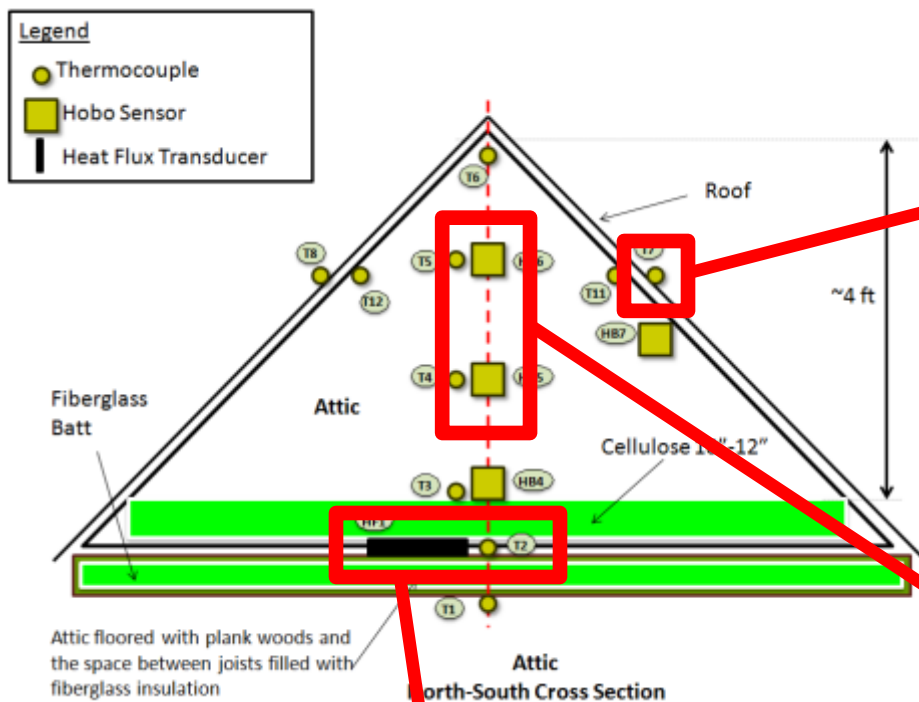 Legend
Thermocouple
Hobo Sensor
Heat Flux Transducer
T6
Roof
T8
T5
T12
T11
~4 ft
HB7
T4
Fiberglass
Batt
Attic
Cellulose
T3
HB4
T2
T1
Attic floored with plank woods and
the space between joists filled with
fiberglass insulation
Attic
North-South Cross Section